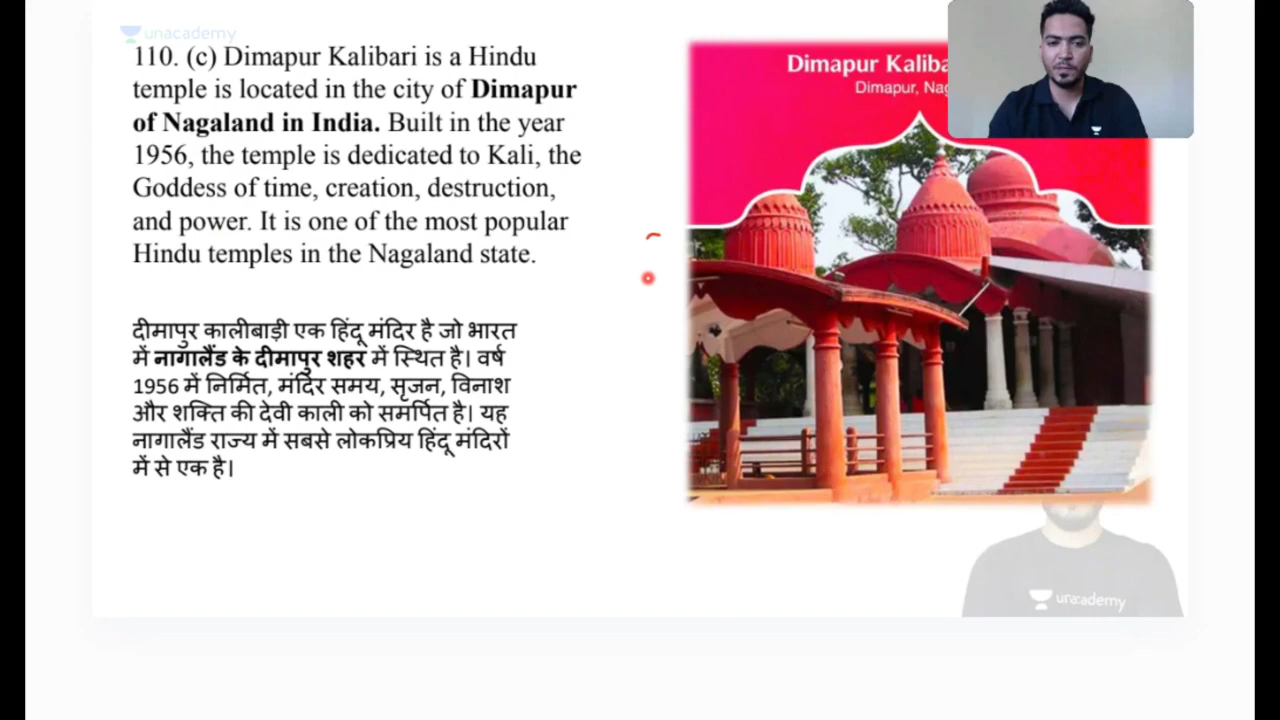 unacademy
110. (c) Dimapur Kalibari is a Hindu
temple is located in the city of Dimapur
of Nagaland in India. Built in the year
1956, the temple is dedicated to Kali, the
Goddess of time, creation, destruction,
and power. It is one of the most popular
Hindu temples in the Nagaland state.
दीमापुर कालीबाड़ी एक हिंदू मंदिर है जो भारत
में नागालैंड के दीमापुर शहर में स्थित है। वर्ष
1956 में निर्मित, मंदिर समय, सृजन, विनाश
और शक्ति की देवी काली को समर्पित है। यह
नागालैंड राज्य में सबसे लोकप्रिय हिंदू मंदिरों
में से एक है।
Dimapur Kaliba
Dimapur, Nag
unacademy